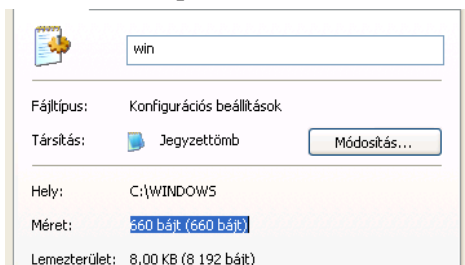 win
Fájltípus: Konfigurációs beállítások
Társítás: Jegyzettömb Módosítás...
Hely: C:\WINDOWS
Méret: 660 bájt (660 bájt)
Lemezterület: 8,00 KB (8 192 bájt)